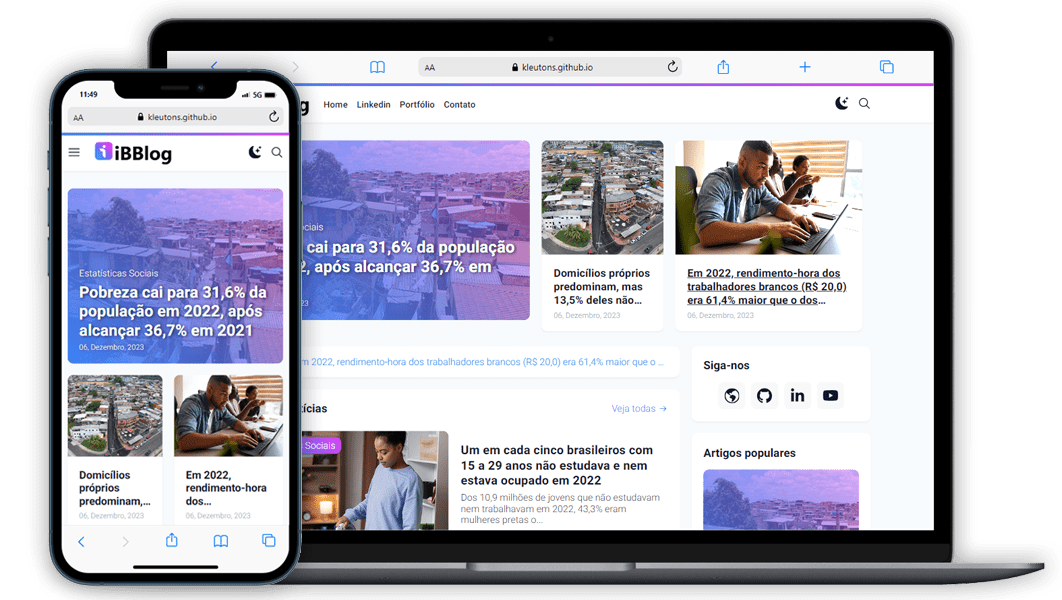 11:49
5G
AA
kleutons.github.io
iBBlog
Estatísticas Sociais
Pobreza cai para 31,6% da
população em 2022, após
alcançar 36,7% em 2021
06, Dezembro, 2023
Domicílios
próprios
predominam,...
06, Dezembro, 2023
Em 2022,
rendimento-hora
dos...
06, Dezembro, 2023
AA
kleutons.github.io
g
Home Linkedin Portfólio Contato
ciais
cai para 31,6% da população
2, após alcançar 36,7% em
23
Domicílios próprios
predominam, mas
13,5% deles não...
06, Dezembro, 2023
Em 2022, rendimento-hora dos
trabalhadores brancos (R$ 20,0)
era 61,4% maior que o dos...
06, Dezembro, 2023
m 2022, rendimento-hora dos trabalhadores brancos (R$ 20,0) era 61,4% maior que o ...
Siga-nos
in
tícias
Veja todas →
s Sociais
Um em cada cinco brasileiros com
15 a 29 anos não estudava e nem
estava ocupado em 2022
Dos 10,9 milhões de jovens que não estudavam
nem trabalhavam em 2022, 43,3% eram
mulheres pretas o...
Artigos populares